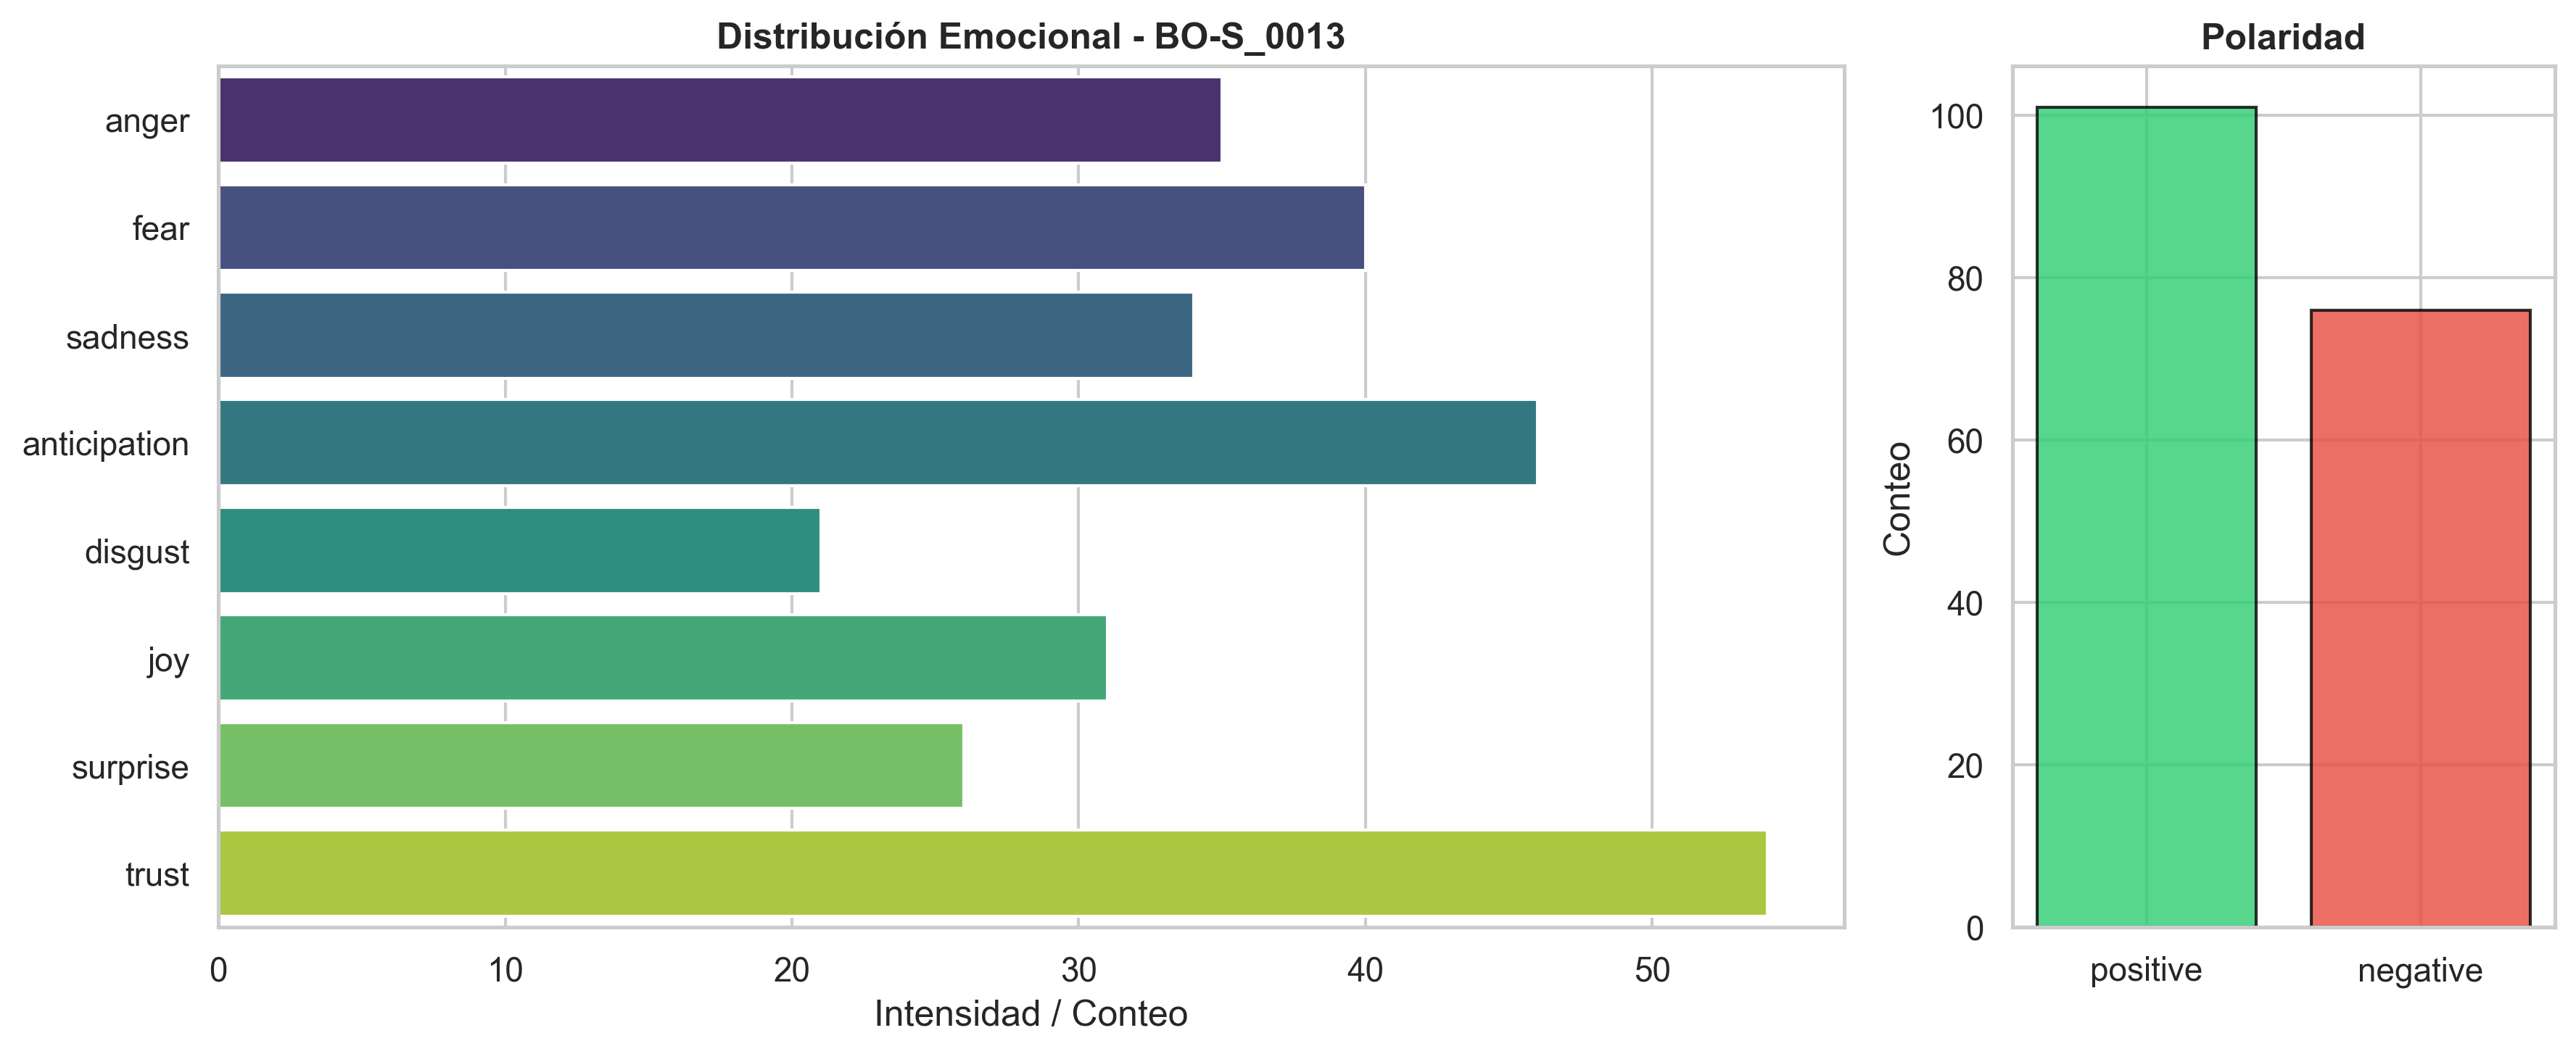 Distribución Emocional - BO-S_0013
anger
fear
sadness
anticipation
disgust
joy
surprise
trust
0 10 20 30 40 50
Intensidad / Conteo
Polaridad
100
80
60
40
20
0
Conteo
positive negative